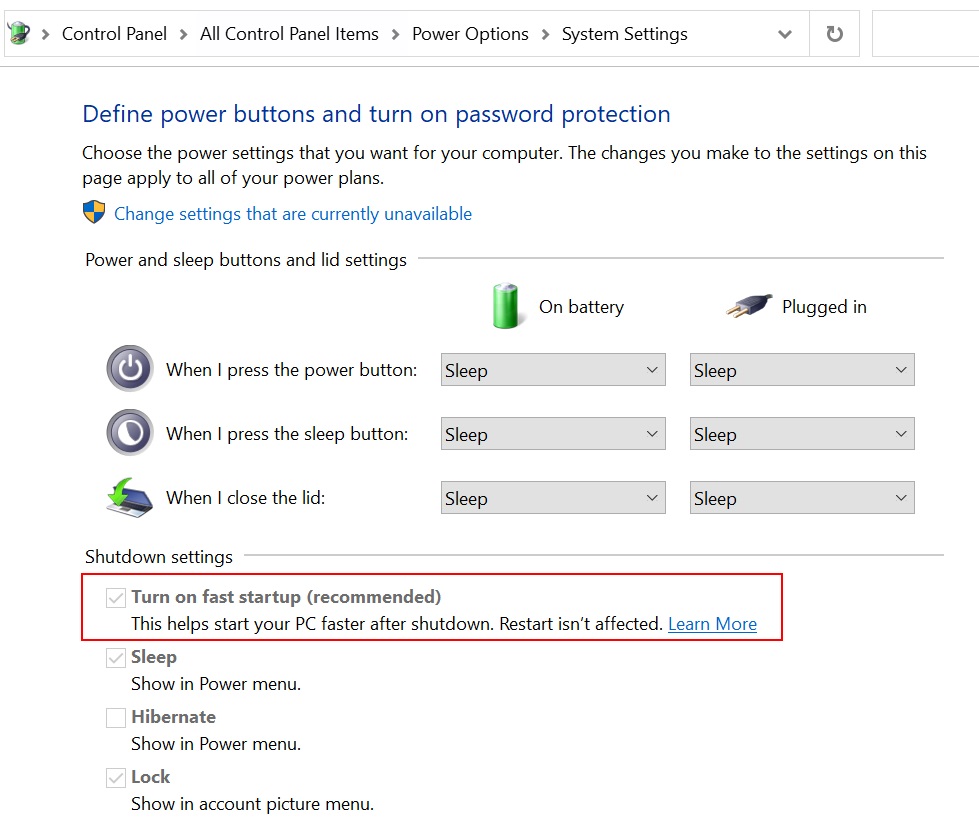 Control Panel > All Control Panel Items > Power Options > System Settings
Define power buttons and turn on password protection
Choose the power settings that you want for your computer. The changes you make to the settings on this
page apply to all of your power plans.
Change settings that are currently unavailable
Power and sleep buttons and lid settings
On battery Plugged in
When I press the power button: Sleep Sleep
When I press the sleep button: Sleep Sleep
When I close the lid: Sleep Sleep
Shutdown settings
Turn on fast startup (recommended)
This helps start your PC faster after shutdown. Restart isn't affected. Learn More
Sleep
Show in Power menu.
Hibernate
Show in Power menu.
Lock
Show in account picture menu.